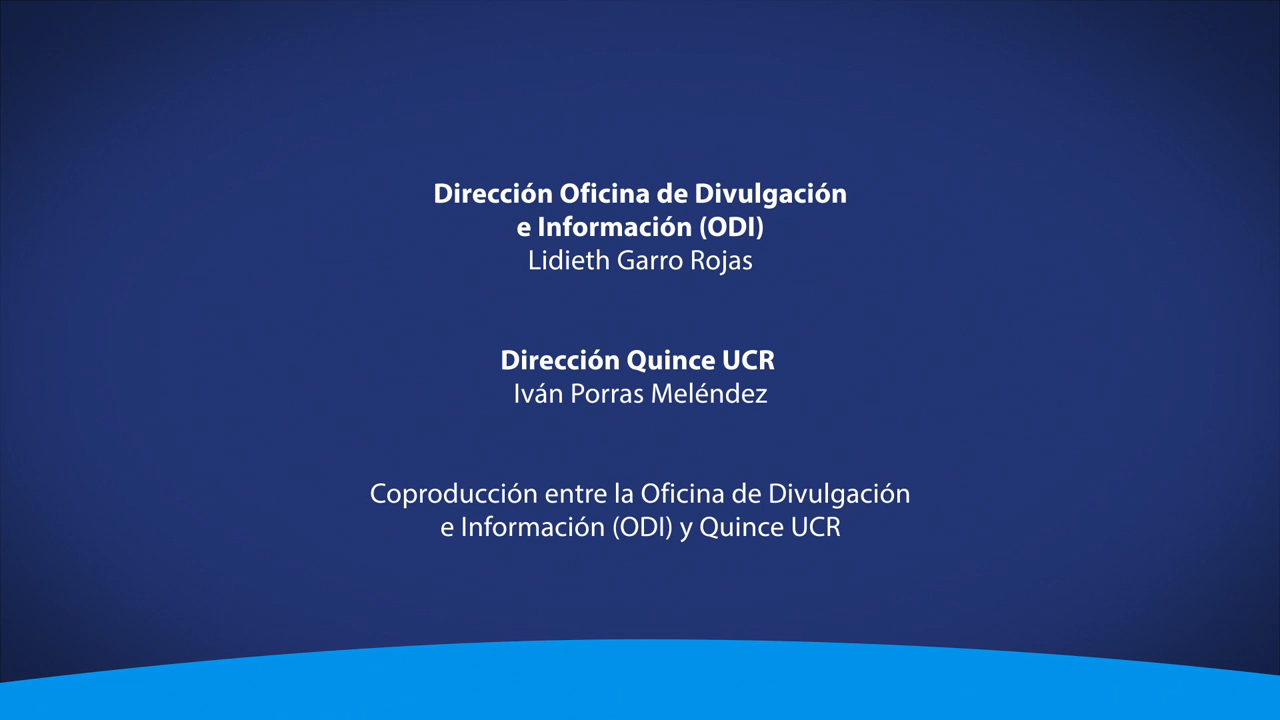 Dirección Oficina de Divulgación
e Información (ODI)
Lidieth Garro Rojas
Dirección Quince UCR
Iván Porras Meléndez
Coproducción entre la Oficina de Divulgación
e Información (ODI) y Quince UCR